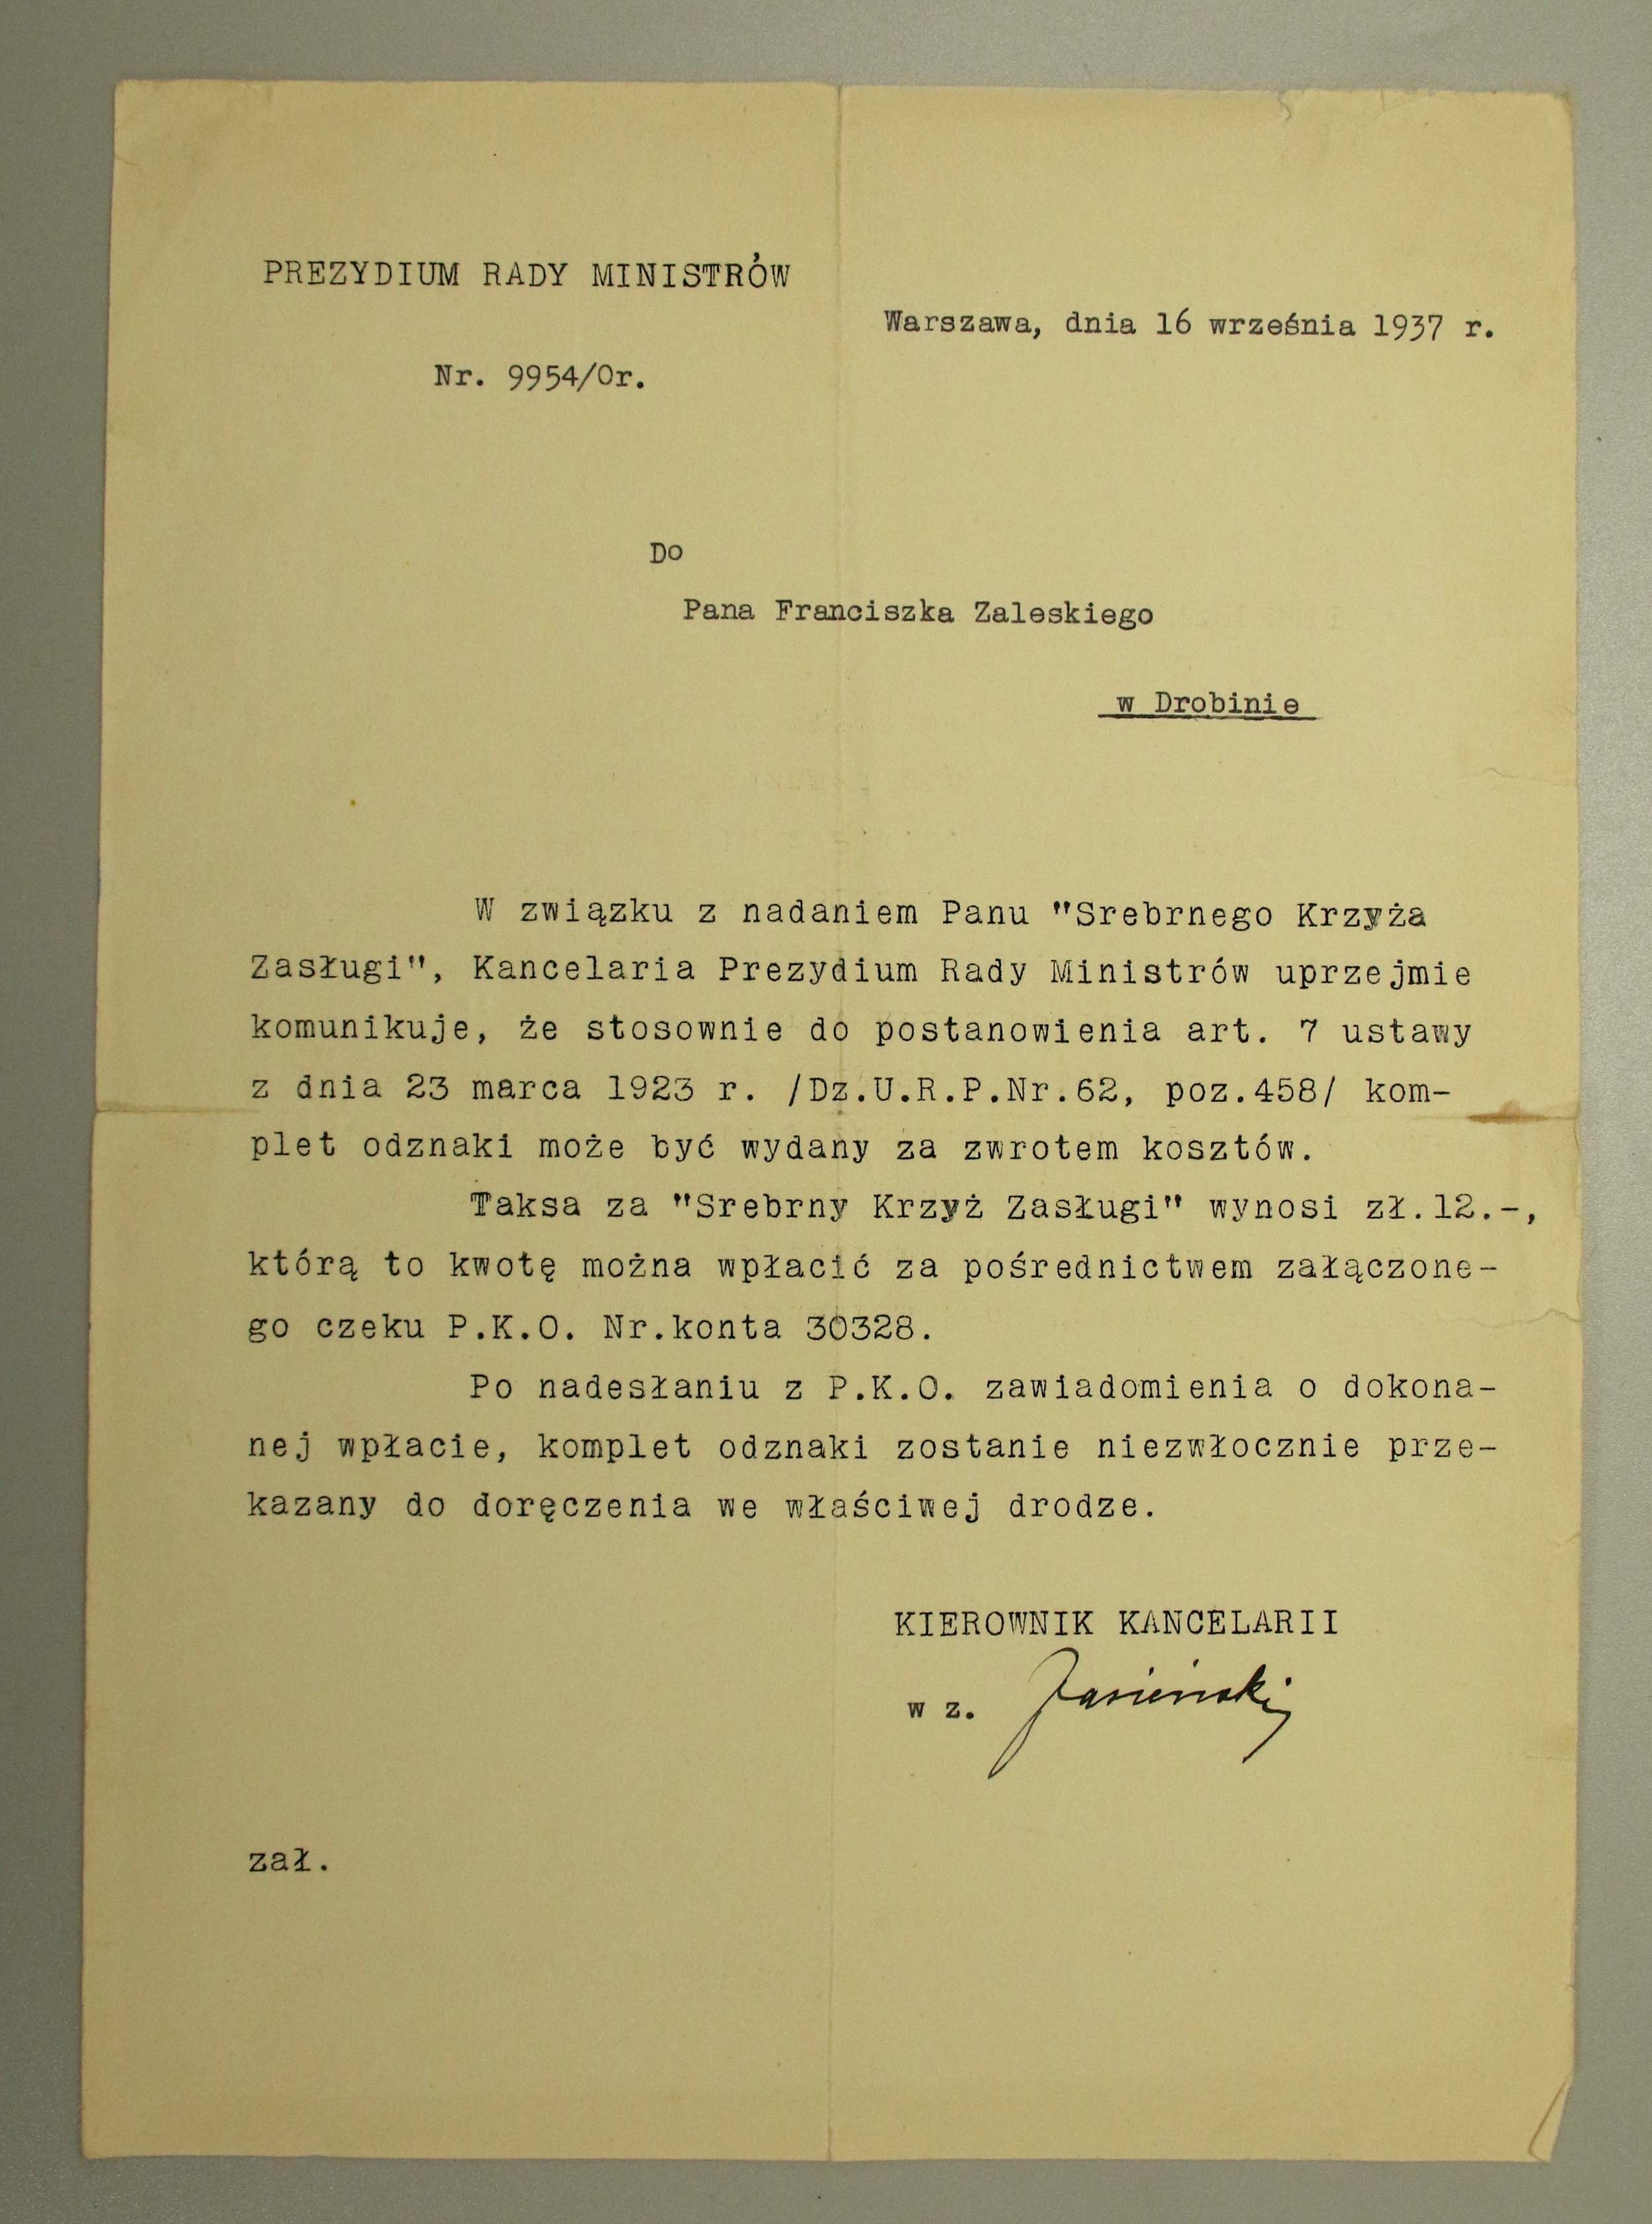 PREZYDIUM RADY MINISTRÓW
Warszawa, dnia 16 września 1937 r.
Nr. 9954/Or.
Do
Pana Franciszka Zaleskiego
w Drobinie
W związku z nadaniem Panu "Srebrnego Krzyża
Zasługi", Kancelaria Prezydium Rady Ministrów uprzejmie
komunikuje, że stosownie do postanowienia art. 7 ustawy
z dnia 23 marca 1923 r. /Dz.U.R.P.Nr.62, poz.458/ kom-
plet odznaki może być wydany za zwrotem kosztów.
Taksa za "Srebrny Krzyż Zasługi" wynosi zł.12.-,
którą to kwotę można wpłacić za pośrednictwem załączone-
go czeku P.K.O. Nr.konta 30328.
Po nadesłaniu z P.K.O. zawiadomienia o dokona-
nej wpłacie, komplet odznaki zostanie niezwłocznie prze-
kazany do doręczenia we właściwej drodze.
KIEROWNIK KANCELARII
w z.
zał.